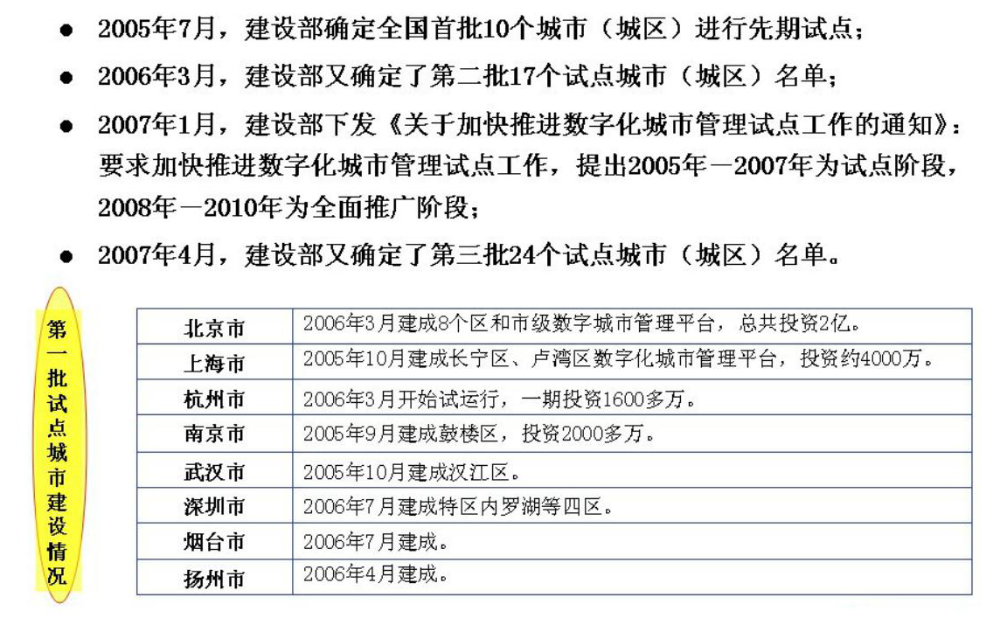 ● 2005年7月，建设部确定全国首批10个城市（城区）进行先期试点；
● 2006年3月，建设部又确定了第二批17个试点城市（城区）名单；
● 2007年1月，建设部下发《关于加快推进数字化城市管理试点工作的通知》：
要求加快推进数字化城市管理试点工作，提出2005年－2007年为试点阶段，
2008年－2010年为全面推广阶段；
● 2007年4月，建设部又确定了第三批24个试点城市（城区）名单。
第一批试点城市建设情况
北京市 2006年3月建成8个区和市级数字城市管理平台，总共投资2亿。
上海市 2005年10月建成长宁区、卢湾区数字化城市管理平台，投资约4000万。
杭州市 2006年3月开始试运行，一期投资1600多万。
南京市 2005年9月建成鼓楼区，投资2000多万。
武汉市 2005年10月建成汉江区。
深圳市 2006年7月建成特区内罗湖等四区。
烟台市 2006年7月建成。
扬州市 2006年4月建成。